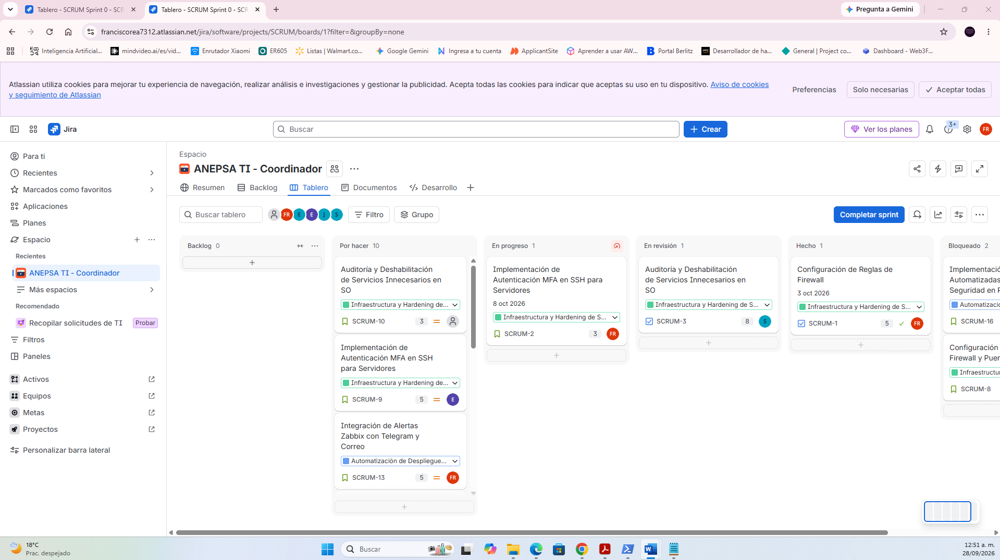 Tablero - SCRUM Sprint 0 - SCR
Tablero - SCRUM Sprint 0 - SCR
Pregunta a Gemini
franciscorea7312.atlassian.net/jira/software/projects/SCRUM/boards/1?filter=&groupBy=none
Inteligencia Artificial...
mindvideo.ai/es/vid...
Enrutador Xiaomi
ER605
Listas | Walmart.co...
Google Gemini
Ingresa a tu cuenta
ApplicantSite
Aprender a usar AW...
Portal Berlitz
Desarrollador de ha...
General | Project co...
Dashboard - Web3F...
Atlassian utiliza cookies para mejorar tu experiencia de navegación, realizar análisis e investigaciones y gestionar la publicidad. Acepta todas las cookies para indicar que aceptas su uso en tu dispositivo. Aviso de cookies
y seguimiento de Atlassian
Preferencias
Solo necesarias
Aceptar todas
Jira
Buscar
Crear
Ver los planes
3+
FR
Para ti
Recientes
Marcados como favoritos
Aplicaciones
Planes
Espacio
Recientes
ANEPSA TI - Coordinador
Más espacios
Recomendado
Recopilar solicitudes de TI
Probar
Filtros
Paneles
Activos
Equipos
Metas
Proyectos
Personalizar barra lateral
Espacio
ANEPSA TI - Coordinador
Resumen
Backlog
Tablero
Documentos
Desarrollo
Buscar tablero
FR
E
E
J
S
Filtro
Grupo
Completar sprint
Backlog 0
Por hacer 10
Auditoría y Deshabilitación
de Servicios Innecesarios en
SO
Infraestructura y Hardening de...
SCRUM-10
3
Implementación de
Autenticación MFA en SSH
para Servidores
Infraestructura y Hardening de...
SCRUM-9
5
E
Integración de Alertas
Zabbix con Telegram y
Correo
Automatización de Despliegue...
SCRUM-13
5
FR
En progreso 1
Implementación de
Autenticación MFA en SSH para
Servidores
8 oct 2026
Infraestructura y Hardening de S...
SCRUM-2
3
FR
En revisión 1
Auditoría y Deshabilitación
de Servicios Innecesarios en
SO
Infraestructura y Hardening de S...
SCRUM-3
8
S
Hecho 1
Configuración de Reglas de
Firewall
3 oct 2026
Infraestructura y Hardening de S...
SCRUM-1
5
FR
Bloqueado 2
Implementació
Automatizadas
Seguridad en
Automatizació
SCRUM-16
Configuración
Firewall y Puer
Infraestructu
SCRUM-8
18°C
Prac. despejado
Buscar
12:51 a. m.
28/09/2026